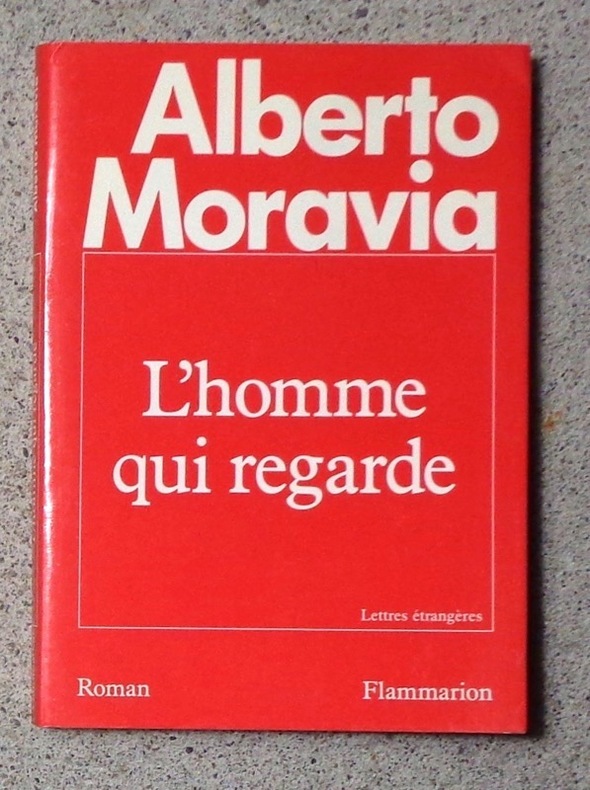 Alberto
Moravia
L'homme
qui regarde
Lettres étrangères
Roman
Flammarion